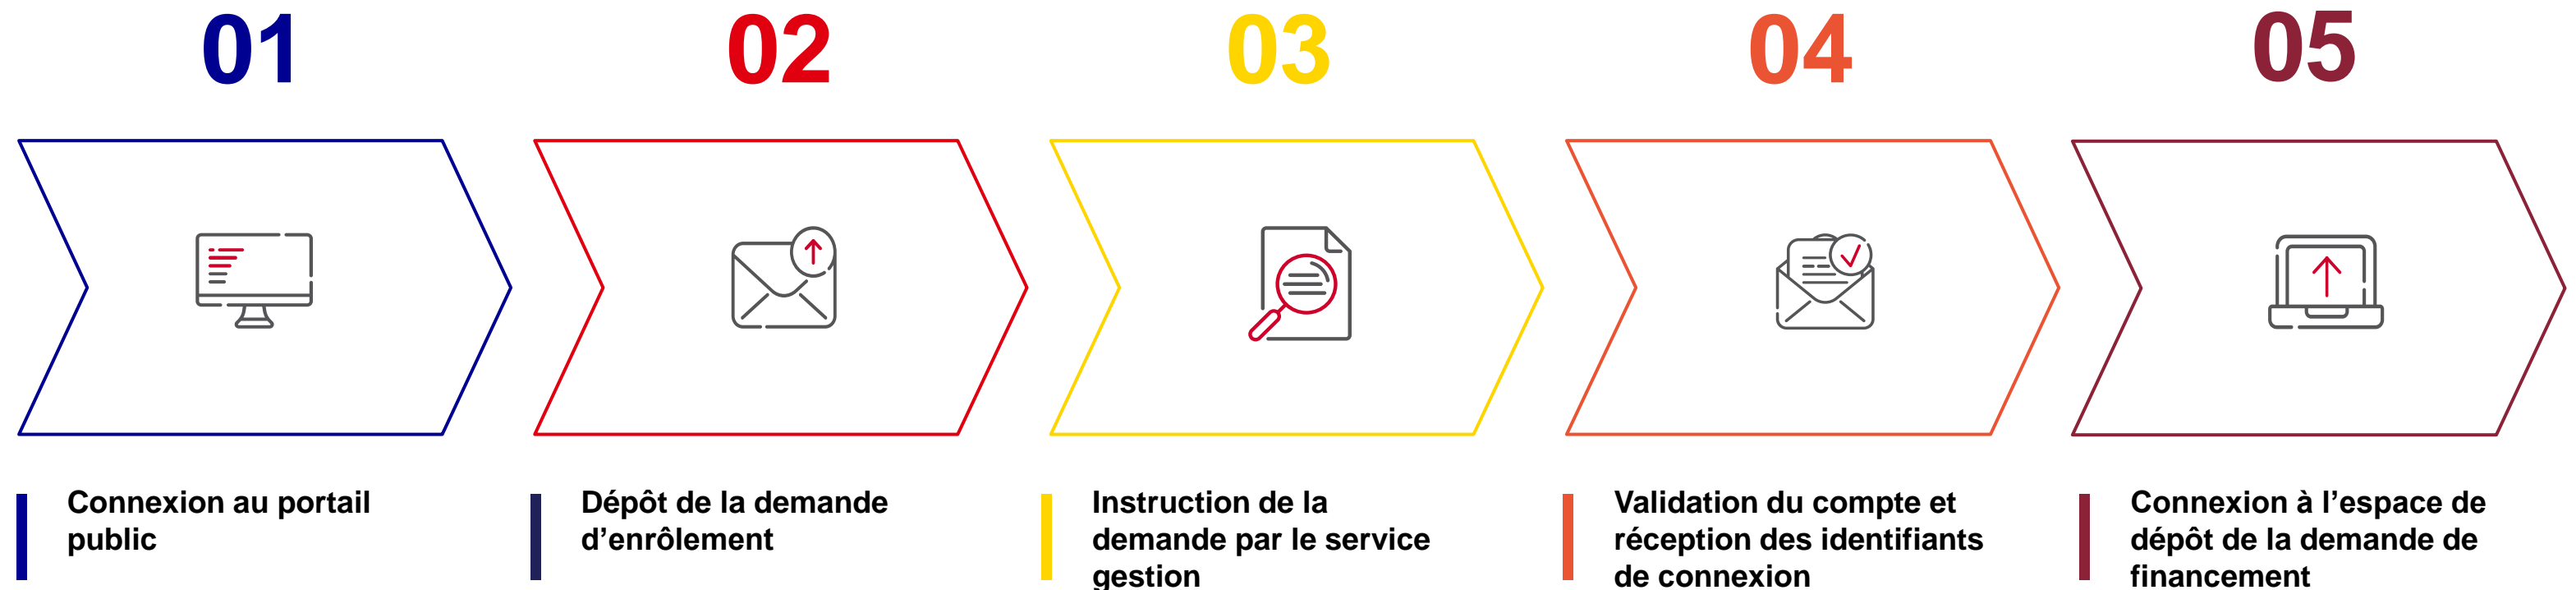 01
02
03
04
05
Connexion au portail
public
Dépôt de la demande
d’enrôlement
Instruction de la
demande par le service
gestion
Validation du compte et
réception des identifiants
de connexion
Connexion à l’espace de
dépôt de la demande de
financement